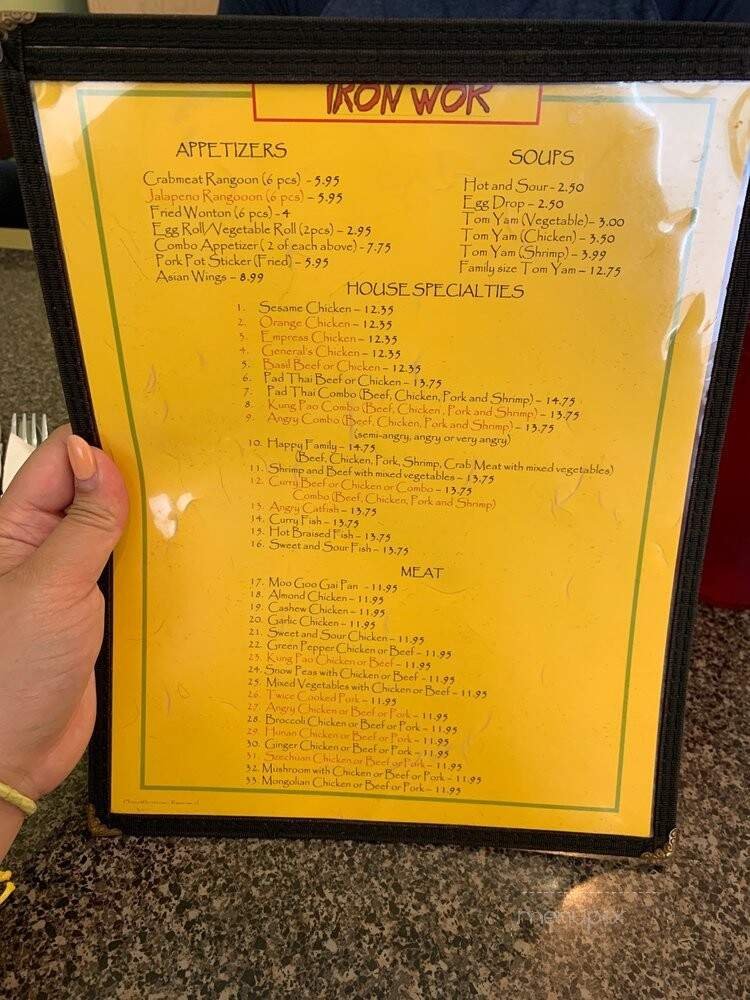 IRON WOK
APPETIZERS
Crabmeat Rangoon (6 pcs) - 5.95
Jalapeno Rangooon (6 pcs) - 5.95
Fried Wonton (6 pcs) - 4
Egg Roll/Vegetable Roll (2pcs) - 2.95
Combo Appetizer ( 2 of each above) - 7.75
Pork Pot Sticker (Fried) - 5.95
Asian Wings - 8.99
SOUPS
Hot and Sour - 2.50
Egg Drop - 2.50
Tom Yam (Vegetable) - 3.00
Tom Yam (Chicken) - 3.50
Tom Yam (Shrimp) - 3.99
Family size Tom Yam - 12.75
HOUSE SPECIALTIES
1. Sesame Chicken - 12.35
2. Orange Chicken - 12.35
3. Empress Chicken - 12.35
4. General's Chicken - 12.35
5. Basil Beef or Chicken - 12.35
6. Pad Thai Beef or Chicken - 13.75
7. Pad Thai Combo (Beef, Chicken, Pork and Shrimp) - 14.75
8. Kung Pao Combo (Beef, Chicken , Pork and Shrimp) - 13.75
9. Angry Combo (Beef, Chicken, Pork and Shrimp) - 13.75
(semi-angry, angry or very angry)
10. Happy Family - 14.75
(Beef, Chicken, Pork, Shrimp, Crab Meat with mixed vegetables)
11. Shrimp and Beef with mixed vegetables - 13.75
12. Curry Beef or Chicken or Combo - 13.75
Combo (Beef, Chicken, Pork and Shrimp)
13. Angry Catfish - 13.75
14. Curry Fish - 13.75
15. Hot Braised Fish - 13.75
16. Sweet and Sour Fish - 13.75
MEAT
17. Moo Goo Gai Pan - 11.95
18. Almond Chicken - 11.95
19. Cashew Chicken - 11.95
20. Garlic Chicken - 11.95
21. Sweet and Sour Chicken - 11.95
22. Green Pepper Chicken or Beef - 11.95
23. Kung Pao Chicken or Beef - 11.95
24. Snow Peas with Chicken or Beef - 11.95
25. Mixed Vegetables with Chicken or Beef - 11.95
26. Twice Cooked Pork - 11.95
27. Angry Chicken or Beef or Pork - 11.95
28. Broccoli Chicken or Beef or Pork - 11.95
29. Hunan Chicken or Beef or Pork - 11.95
30. Ginger Chicken or Beef or Pork - 11.95
31. Szechuan Chicken or Beef or Pork - 11.95
32. Mushroom with Chicken or Beef or Pork - 11.95
33. Mongolian Chicken or Beef or Pork - 11.95
menupix